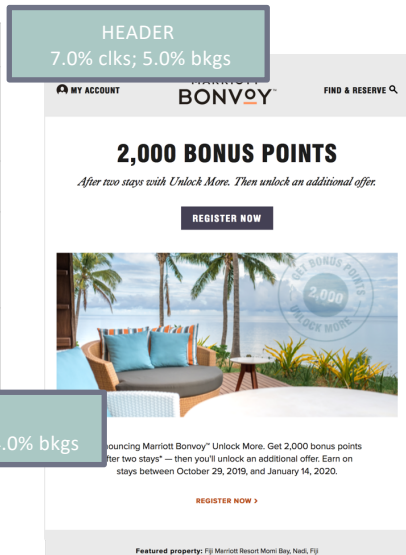 HEADER
7.0% clks; 5.0% bkgs
MY ACCOUNT
BONVOY™
FIND & RESERVE
2,000 BONUS POINTS
After two stays with Unlock More. Then unlock an additional offer.
REGISTER NOW
GET BONUS POINTS
2,000
UNLOCK MORE
.0% bkgs
ouncing Marriott Bonvoy™ Unlock More. Get 2,000 bonus points
fter two stays* — then you'll unlock an additional offer. Earn on
stays between October 29, 2019, and January 14, 2020.
REGISTER NOW >
Featured property: Fiji Marriott Resort Momi Bay, Nadi, Fiji